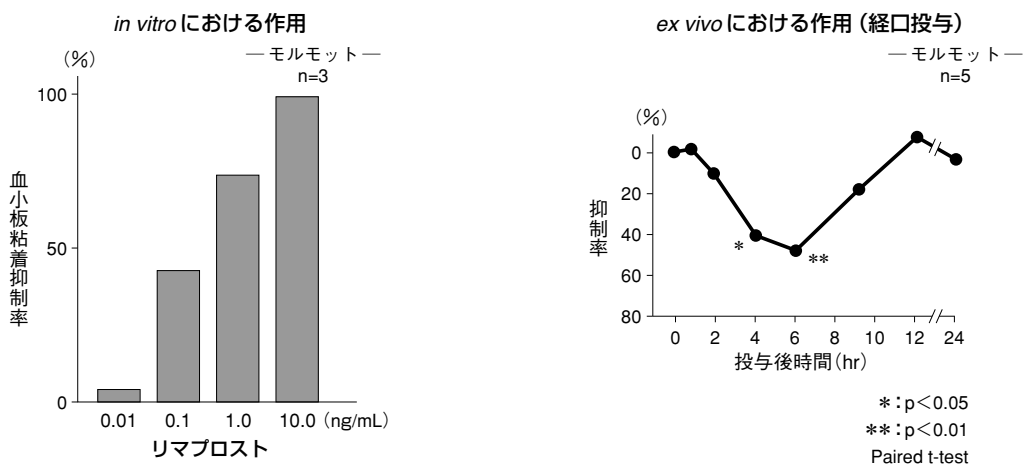 in vitroにおける作用
― モルモット ―
n=3
(%)
100
50
0
血小板粘着抑制率
0.01 0.1 1.0 10.0 (ng/mL)
リマプロスト
ex vivoにおける作用(経口投与)
― モルモット ―
n=5
(%)
0
20
40
60
80
抑制率
*
**
0 2 4 6 8 10 12 24
投与後時間(hr)
*:p<0.05
**:p<0.01
Paired t-test